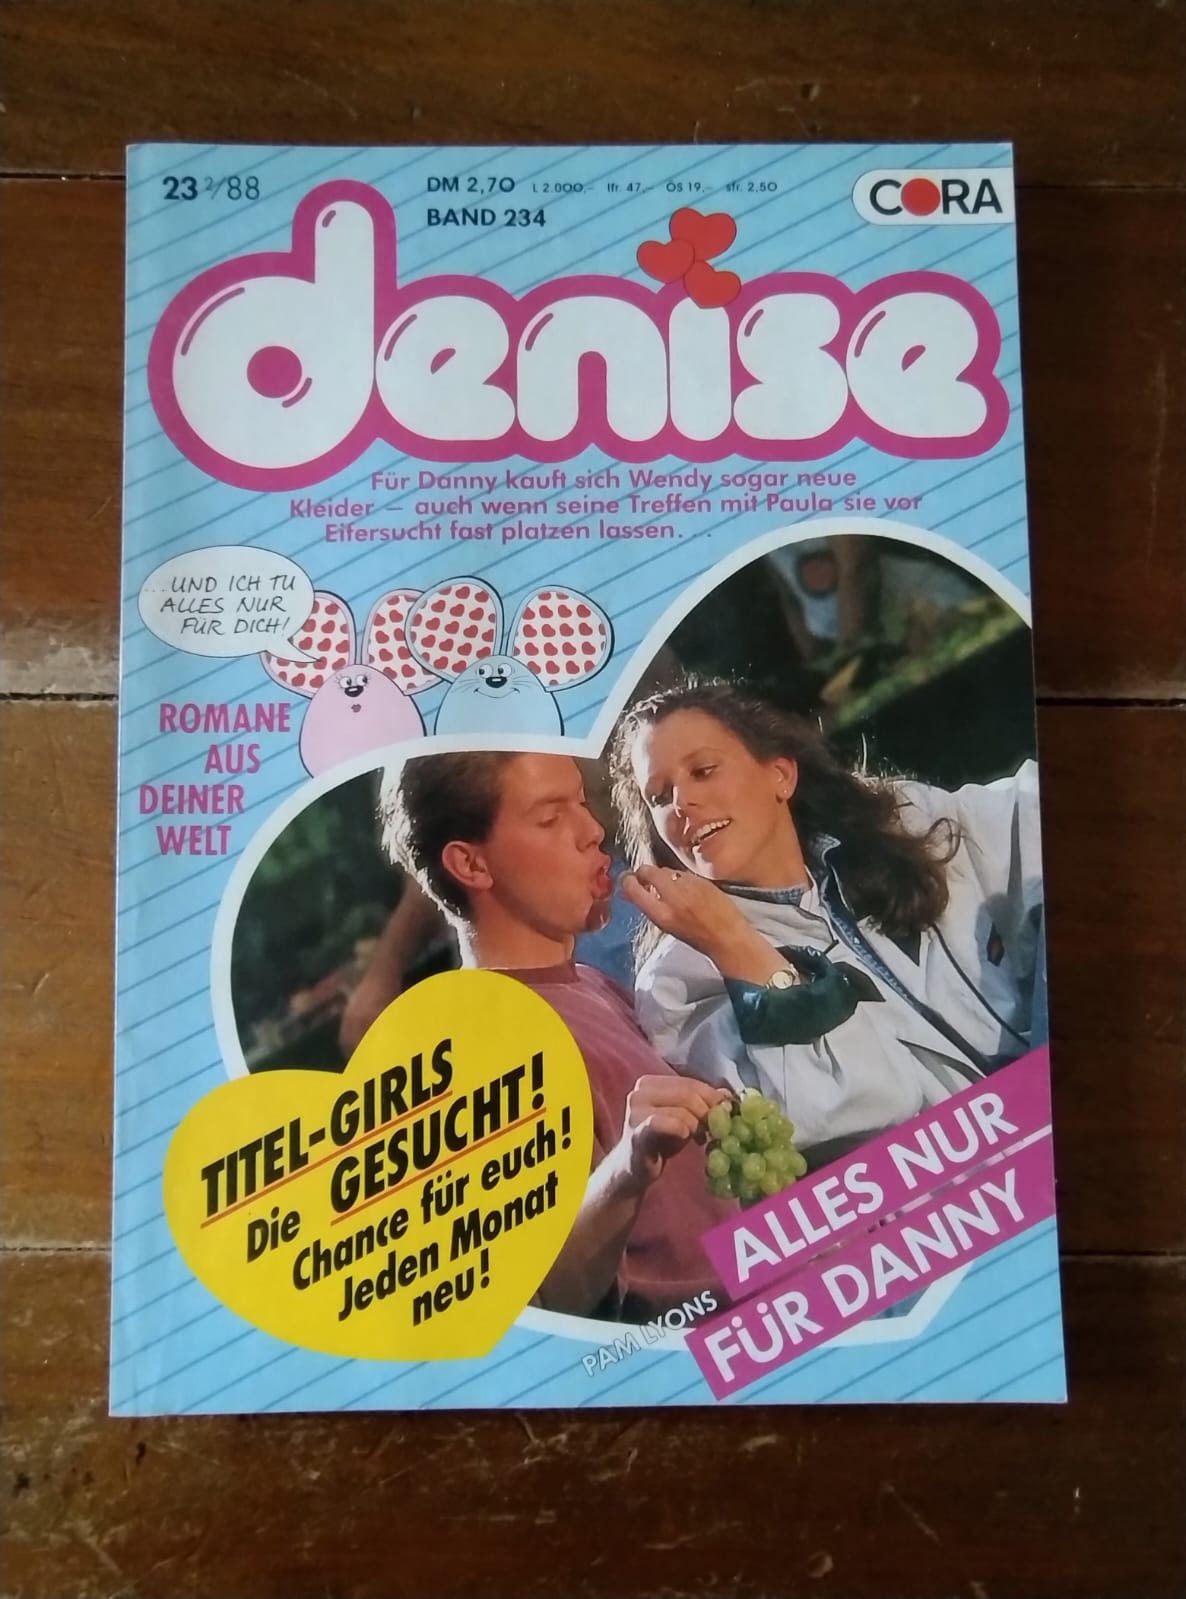 23 2/88
DM 2,70 L 2.000,- lfr. 47,- ÖS 19,- sfr. 2.50
BAND 234
CORA
denise
Für Danny kauft sich Wendy sogar neue
Kleider – auch wenn seine Treffen mit Paula sie vor
Eifersucht fast platzen lassen. . .
...UND ICH TU
ALLES NUR
FÜR DICH!
ROMANE
AUS
DEINER
WELT
TITEL-GIRLS
GESUCHT!
Die
Chance für euch!
Jeden Monat
neu!
PAM LYONS
ALLES NUR
FÜR DANNY